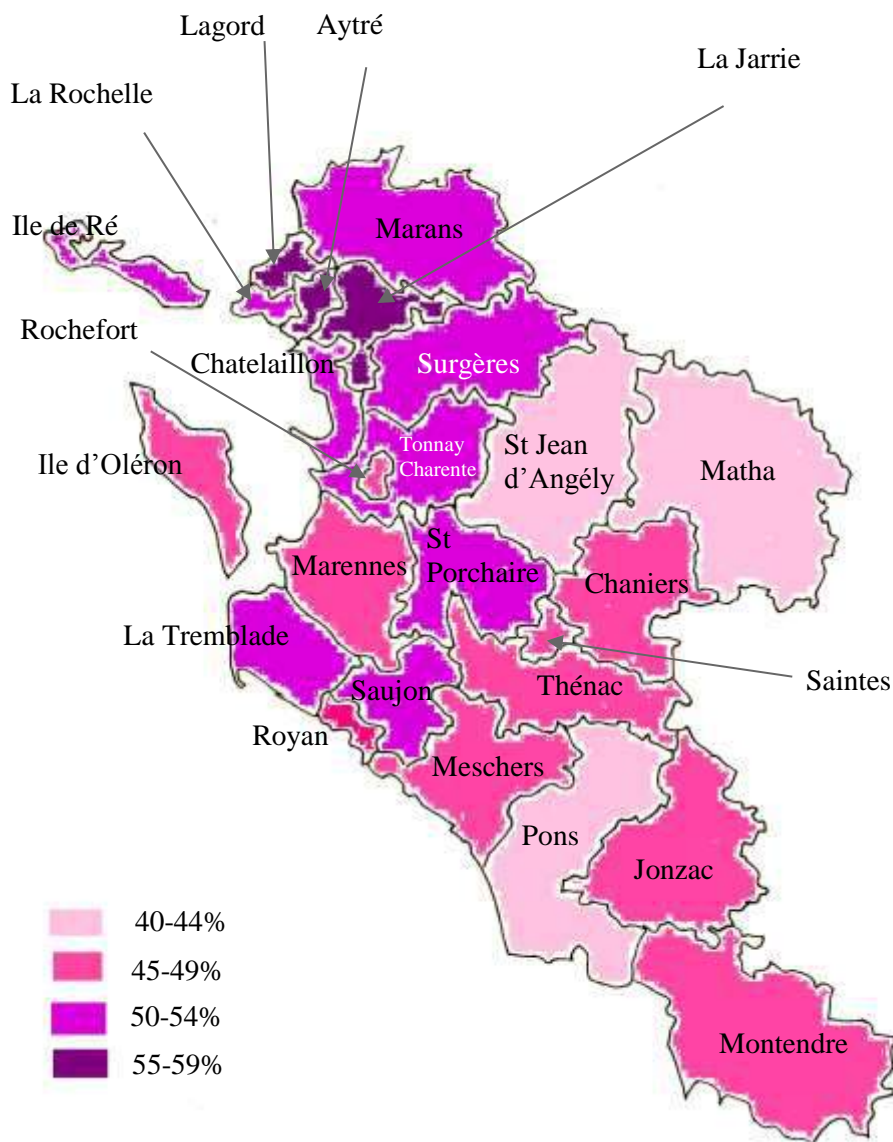 Lagord
Aytré
La Jarrie
La Rochelle
Ile de Ré
Marans
Rochefort
Chatelaillon
Surgères
Tonnay
Charente
St Jean
d’Angély
Ile d’Oléron
Matha
St
Porchaire
Marennes
Chaniers
La Tremblade
Saujon
Thénac
Saintes
Royan
Meschers
Pons
Jonzac
40-44%
45-49%
50-54%
55-59%
Montendre